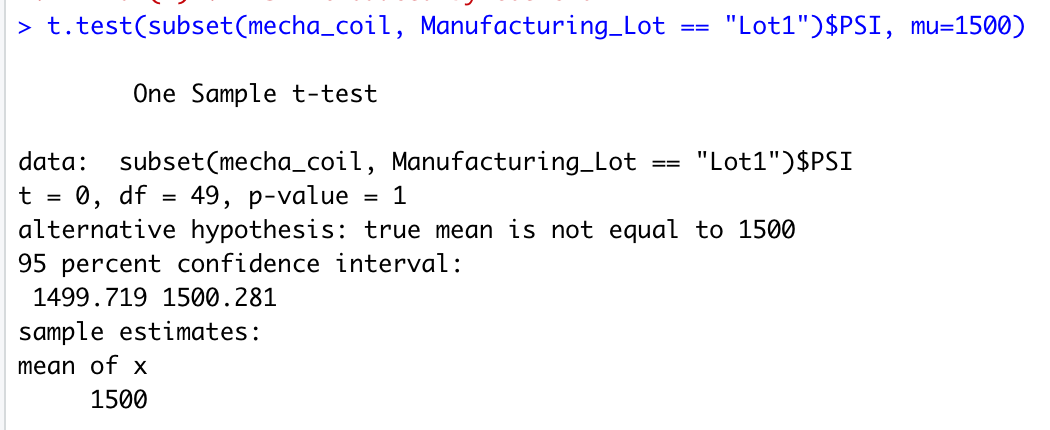 > t.test(subset(mecha_coil, Manufacturing_Lot == "Lot1")$PSI, mu=1500)
One Sample t-test
data:  subset(mecha_coil, Manufacturing_Lot == "Lot1")$PSI
t = 0, df = 49, p-value = 1
alternative hypothesis: true mean is not equal to 1500
95 percent confidence interval:
1499.719 1500.281
sample estimates:
mean of x
1500